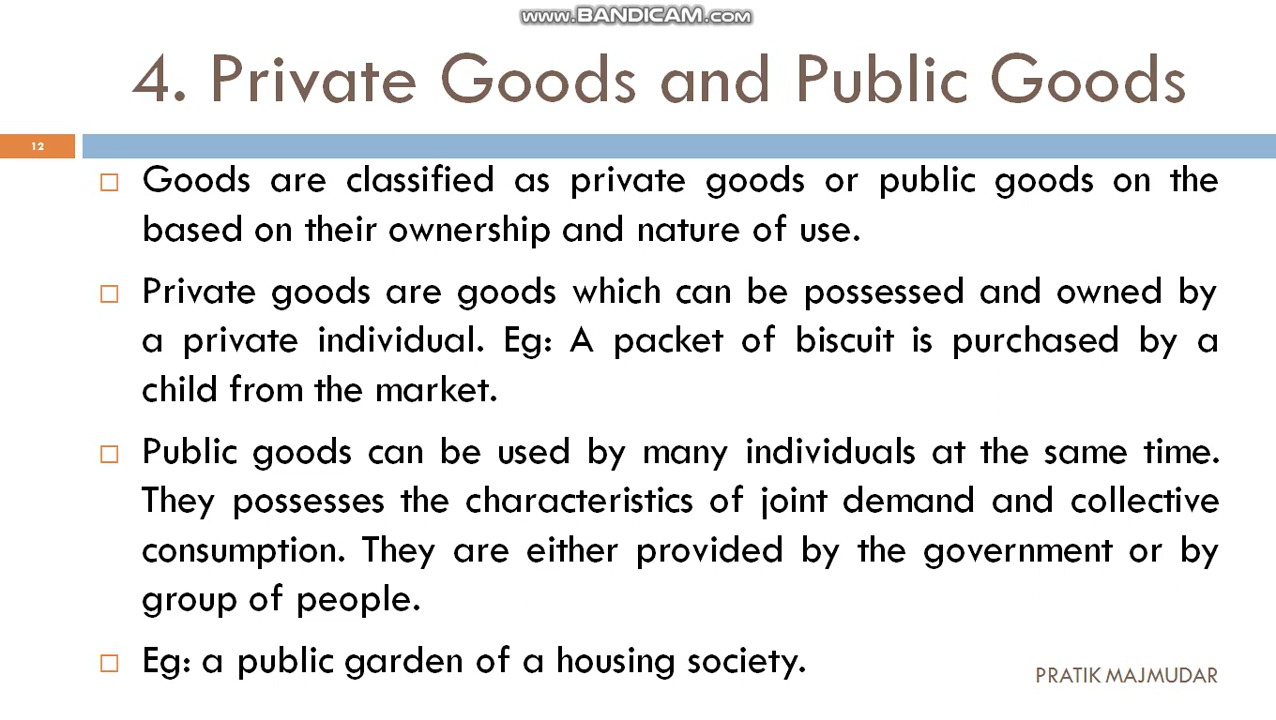 www.BANDICAM.com
4. Private Goods and Public Goods
12
Goods are classified as private goods or public goods on the
based on their ownership and nature of use.
Private goods are goods which can be possessed and owned by
a private individual. Eg: A packet of biscuit is purchased by a
child from the market.
Public goods can be used by many individuals at the same time.
They possesses the characteristics of joint demand and collective
consumption. They are either provided by the government or by
group of people.
Eg: a public garden of a housing society.
PRATIK MAJMUDAR